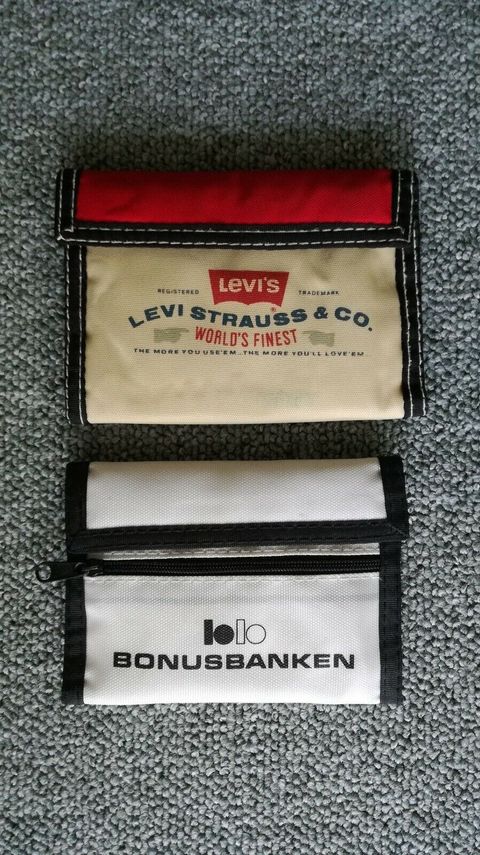 Levi's
REGISTERED TRADEMARK
LEVI STRAUSS & CO.®
WORLD'S FINEST
THE MORE YOU USE'EM...THE MORE YOU'LL LOVE'EM
BONUSBANKEN